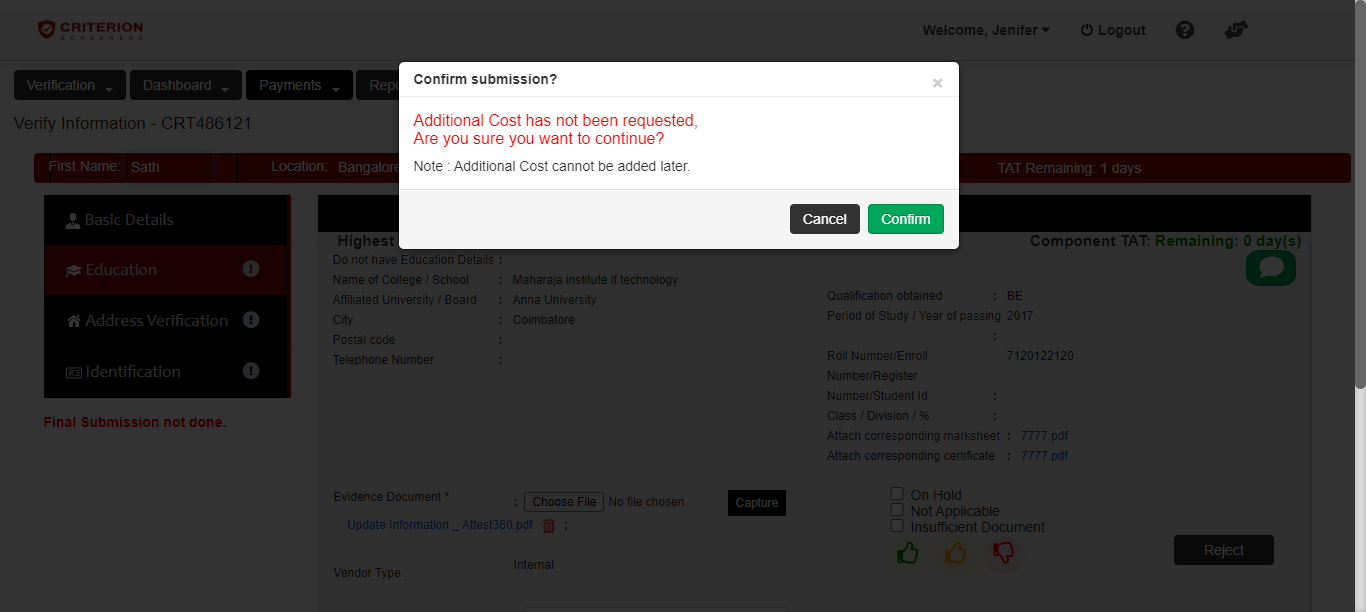 CRITERION
SCREENERS
Welcome, Jenifer
Logout
Verification
Dashboard
Payments
Repo
Verify Information - CRT486121
First Name: Sath
Location: Bangalore
TAT Remaining: 1 days
Confirm submission?
×
Additional Cost has not been requested,
Are you sure you want to continue?
Note : Additional Cost cannot be added later.
Cancel
Confirm
Basic Details
Education
Address Verification
Identification
Final Submission not done.
Highest
Component TAT: Remaining: 0 day(s)
Do not have Education Details :
Name of College / School : Maharaja institute if technology
Affiliated University / Board : Anna University
City : Coimbatore
Postal code :
Telephone Number :
Qualification obtained : BE
Period of Study / Year of passing 2017
:
Roll Number/Enroll 7120122120
Number/Register
Number/Student Id :
Class / Division / % :
Attach corresponding marksheet : 7777.pdf
Attach corresponding certificate : 7777.pdf
Evidence Document * : Choose File No file chosen
Capture
Update Information _ Attest360.pdf ;
On Hold
Not Applicable
Insufficient Document
Reject
Vendor Type : Internal